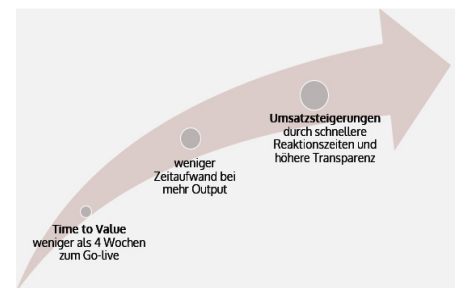 Umsatzsteigerungen
durch schnellere
Reaktionszeiten und
höhere Transparenz
weniger
Zeitaufwand bei
mehr Output
Time to Value
weniger als 4 Wochen
zum Go-live